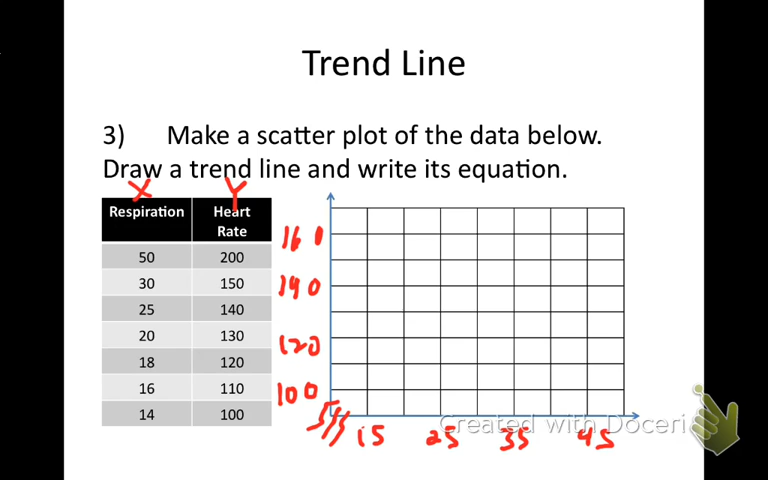 Trend Line
3) Make a scatter plot of the data below.
Draw a trend line and write its equation.
X Y
Respiration Heart Rate
50 200
30 150
25 140
20 130
18 120
16 110
14 100
160
140
120
100
15 25 35 45
Created with Doceri